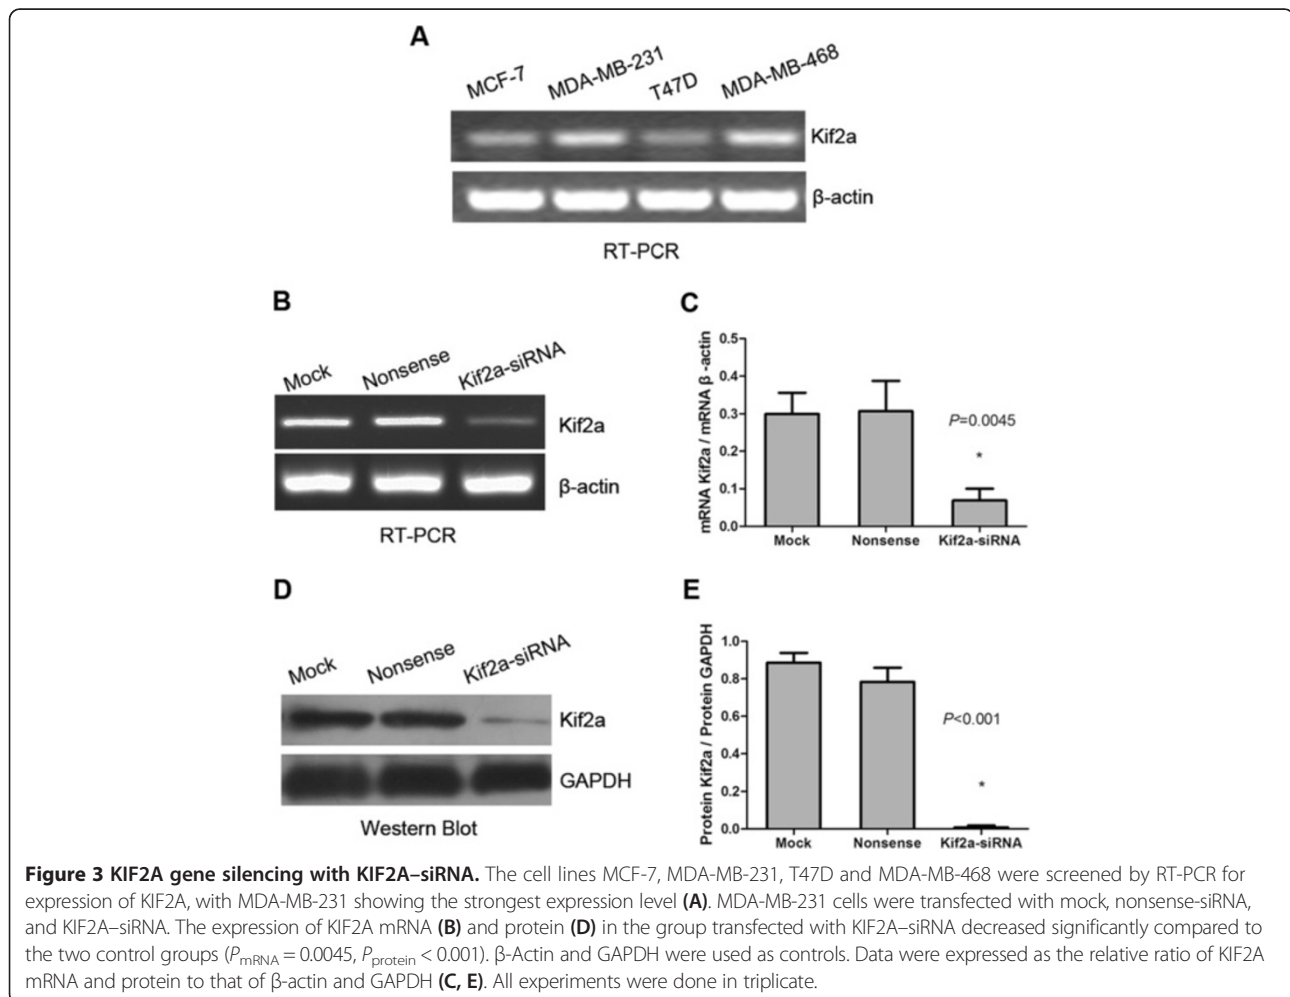 A
MCF-7 MDA-MB-231 T47D MDA-MB-468
Kif2a
β-actin
RT-PCR
B
Mock Nonsense Kif2a-siRNA
Kif2a
β-actin
RT-PCR
C
mRNA Kif2a / mRNA β -actin
0.5
0.4
0.3
0.2
0.1
0.0
P=0.0045
*
Mock Nonsense Kif2a-siRNA
D
Mock Nonsense Kif2a-siRNA
Kif2a
GAPDH
Western Blot
E
Protein Kif2a / Protein GAPDH
1.0
0.8
0.6
0.4
0.2
0.0
P<0.001
*
Mock Nonsense Kif2a-siRNA
Figure 3 KIF2A gene silencing with KIF2A–siRNA. The cell lines MCF-7, MDA-MB-231, T47D and MDA-MB-468 were screened by RT-PCR for
expression of KIF2A, with MDA-MB-231 showing the strongest expression level (A). MDA-MB-231 cells were transfected with mock, nonsense-siRNA,
and KIF2A–siRNA. The expression of KIF2A mRNA (B) and protein (D) in the group transfected with KIF2A–siRNA decreased significantly compared to
the two control groups (PmRNA = 0.0045, Pprotein < 0.001). β-Actin and GAPDH were used as controls. Data were expressed as the relative ratio of KIF2A
mRNA and protein to that of β-actin and GAPDH (C, E). All experiments were done in triplicate.